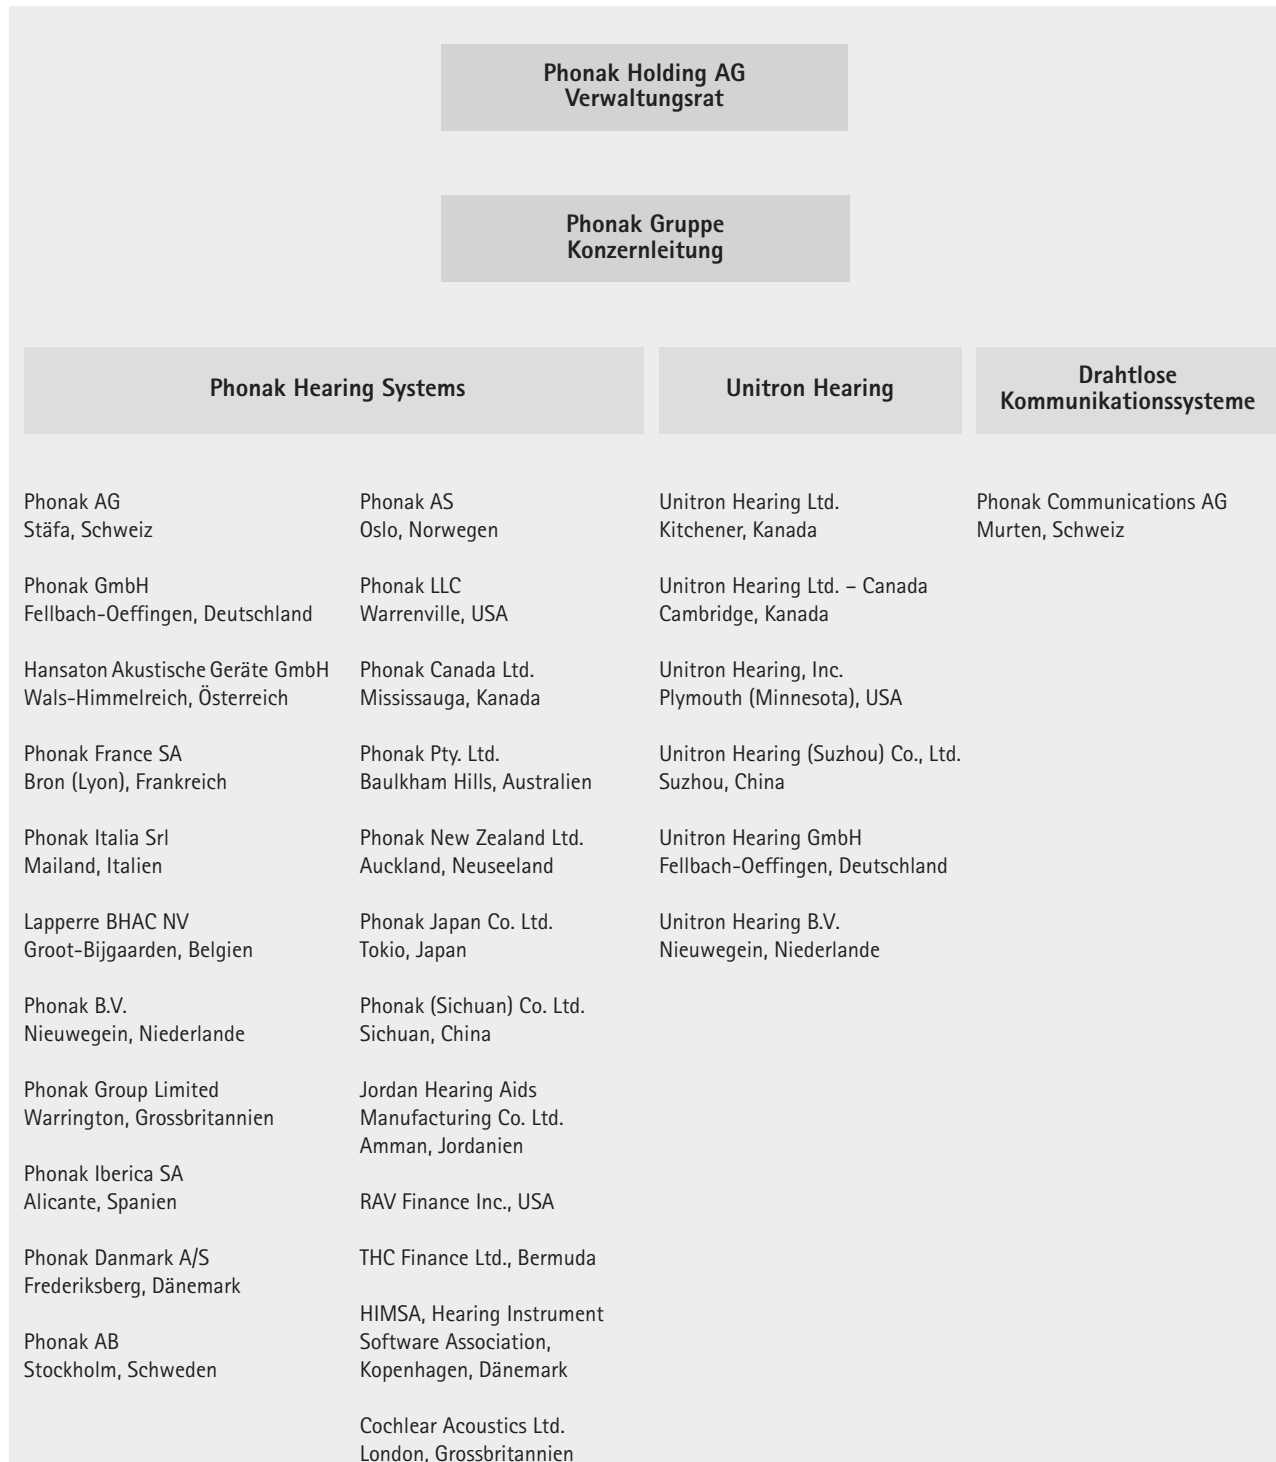 Phonak Holding AG
Verwaltungsrat
Phonak Gruppe
Konzernleitung
Phonak Hearing Systems
Phonak AG
Stäfa, Schweiz
Phonak GmbH
Fellbach-Oeffingen, Deutschland
Hansaton Akustische Geräte GmbH
Wals-Himmelreich, Österreich
Phonak France SA
Bron (Lyon), Frankreich
Phonak Italia Srl
Mailand, Italien
Lapperre BHAC NV
Groot-Bijgaarden, Belgien
Phonak B.V.
Nieuwegein, Niederlande
Phonak Group Limited
Warrington, Grossbritannien
Phonak Iberica SA
Alicante, Spanien
Phonak Danmark A/S
Frederiksberg, Dänemark
Phonak AB
Stockholm, Schweden
Phonak AS
Oslo, Norwegen
Phonak LLC
Warrenville, USA
Phonak Canada Ltd.
Mississauga, Kanada
Phonak Pty. Ltd.
Baulkham Hills, Australien
Phonak New Zealand Ltd.
Auckland, Neuseeland
Phonak Japan Co. Ltd.
Tokio, Japan
Phonak (Sichuan) Co. Ltd.
Sichuan, China
Jordan Hearing Aids
Manufacturing Co. Ltd.
Amman, Jordanien
RAV Finance Inc., USA
THC Finance Ltd., Bermuda
HIMSA, Hearing Instrument
Software Association,
Kopenhagen, Dänemark
Cochlear Acoustics Ltd.
London, Grossbritannien
Unitron Hearing
Unitron Hearing Ltd.
Kitchener, Kanada
Unitron Hearing Ltd. – Canada
Cambridge, Kanada
Unitron Hearing, Inc.
Plymouth (Minnesota), USA
Unitron Hearing (Suzhou) Co., Ltd.
Suzhou, China
Unitron Hearing GmbH
Fellbach-Oeffingen, Deutschland
Unitron Hearing B.V.
Nieuwegein, Niederlande
Drahtlose
Kommunikationssysteme
Phonak Communications AG
Murten, Schweiz